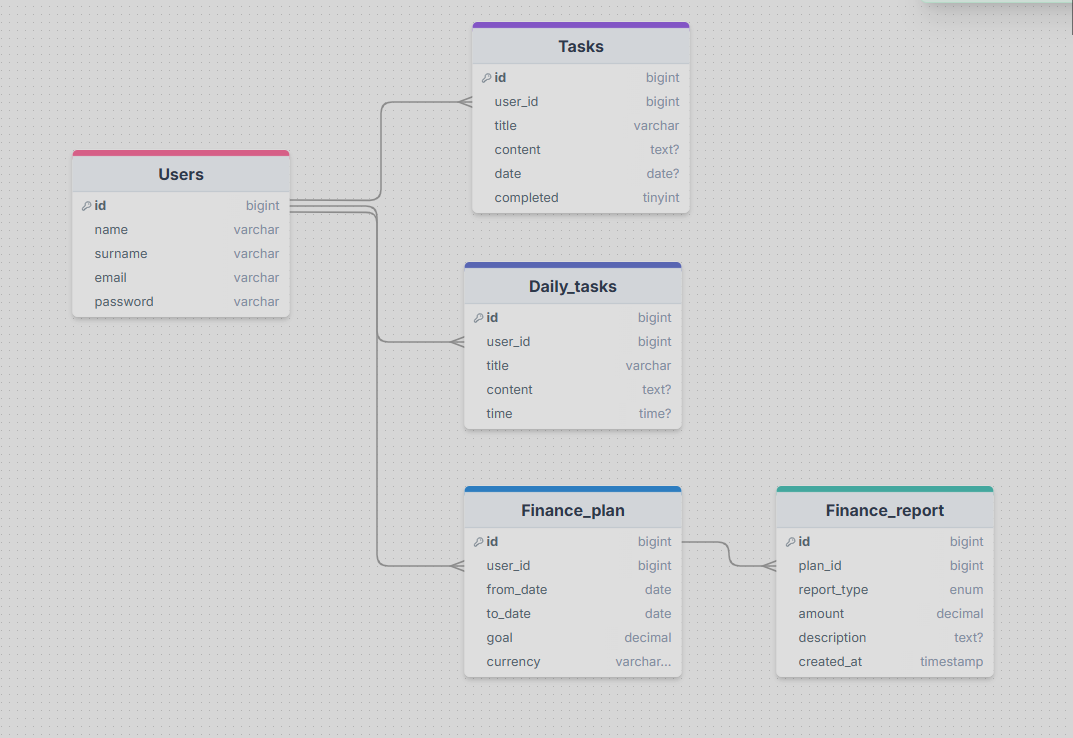 Tasks
id bigint
user_id bigint
title varchar
content text?
date date?
completed tinyint
Users
id bigint
name varchar
surname varchar
email varchar
password varchar
Daily_tasks
id bigint
user_id bigint
title varchar
content text?
time time?
Finance_plan
id bigint
user_id bigint
from_date date
to_date date
goal decimal
currency varchar...
Finance_report
id bigint
plan_id bigint
report_type enum
amount decimal
description text?
created_at timestamp